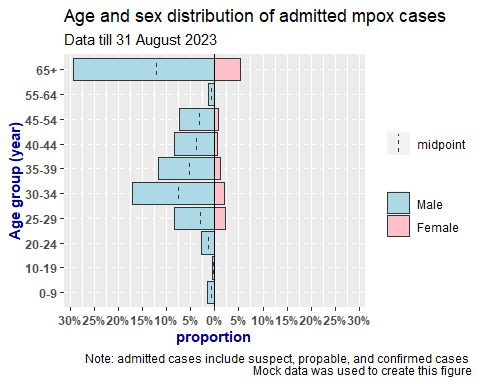 Age and sex distribution of admitted mpox cases
Data till 31 August 2023
Age group (year)
65+
55-64
45-54
40-44
35-39
30-34
25-29
20-24
10-19
0-9
30% 25% 20% 15% 10% 5% 0% 5% 10% 15% 20% 25% 30%
proportion
midpoint
Male
Female
Note: admitted cases include suspect, propable, and confirmed cases
Mock data was used to create this figure